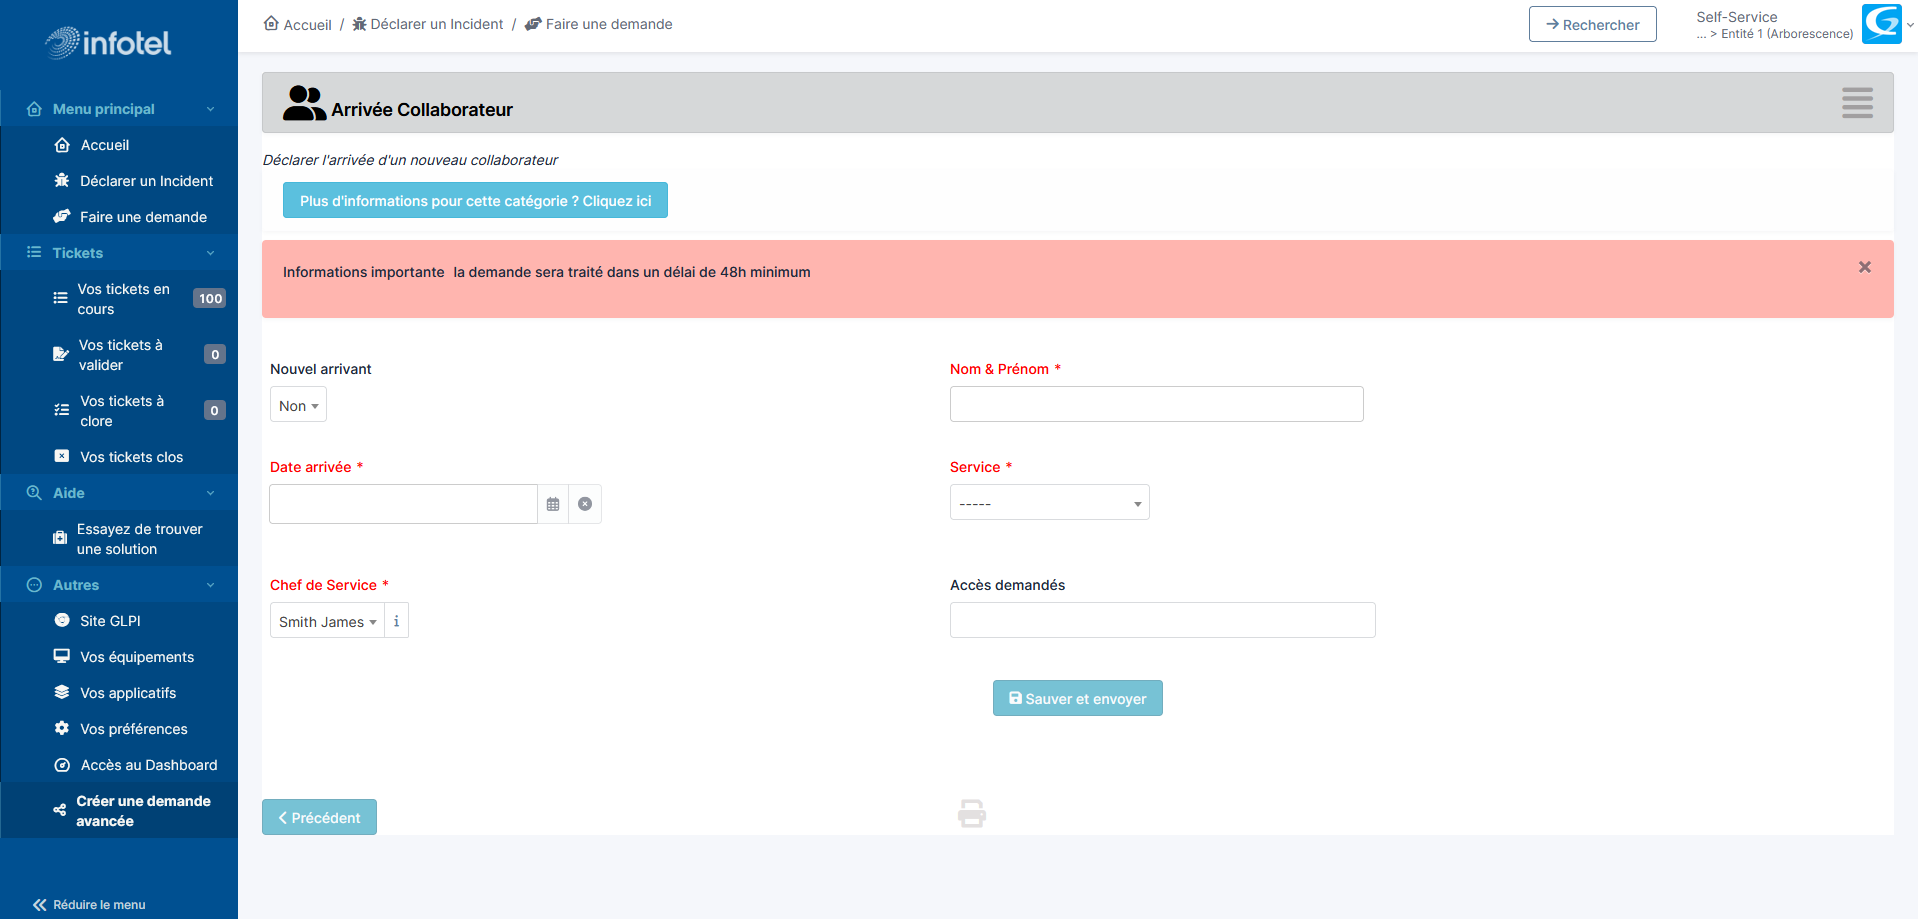 infotel
Accueil / Déclarer un Incident / Faire une demande
Rechercher
Self-Service
... > Entité 1 (Arborescence)
Menu principal
Accueil
Déclarer un Incident
Faire une demande
Tickets
Vos tickets en
cours
100
Vos tickets à
valider
0
Vos tickets à
clore
0
Vos tickets clos
Aide
Essayez de trouver
une solution
Autres
Site GLPI
Vos équipements
Vos applicatifs
Vos préférences
Accès au Dashboard
Créer une demande
avancée
Réduire le menu
Arrivée Collaborateur
Déclarer l'arrivée d'un nouveau collaborateur
Plus d'informations pour cette catégorie ? Cliquez ici
Informations importante la demande sera traité dans un délai de 48h minimum
Nouvel arrivant
Non
Nom & Prénom *
Date arrivée *
Service *
-----
Chef de Service *
Smith James
i
Accès demandés
Sauver et envoyer
Précédent